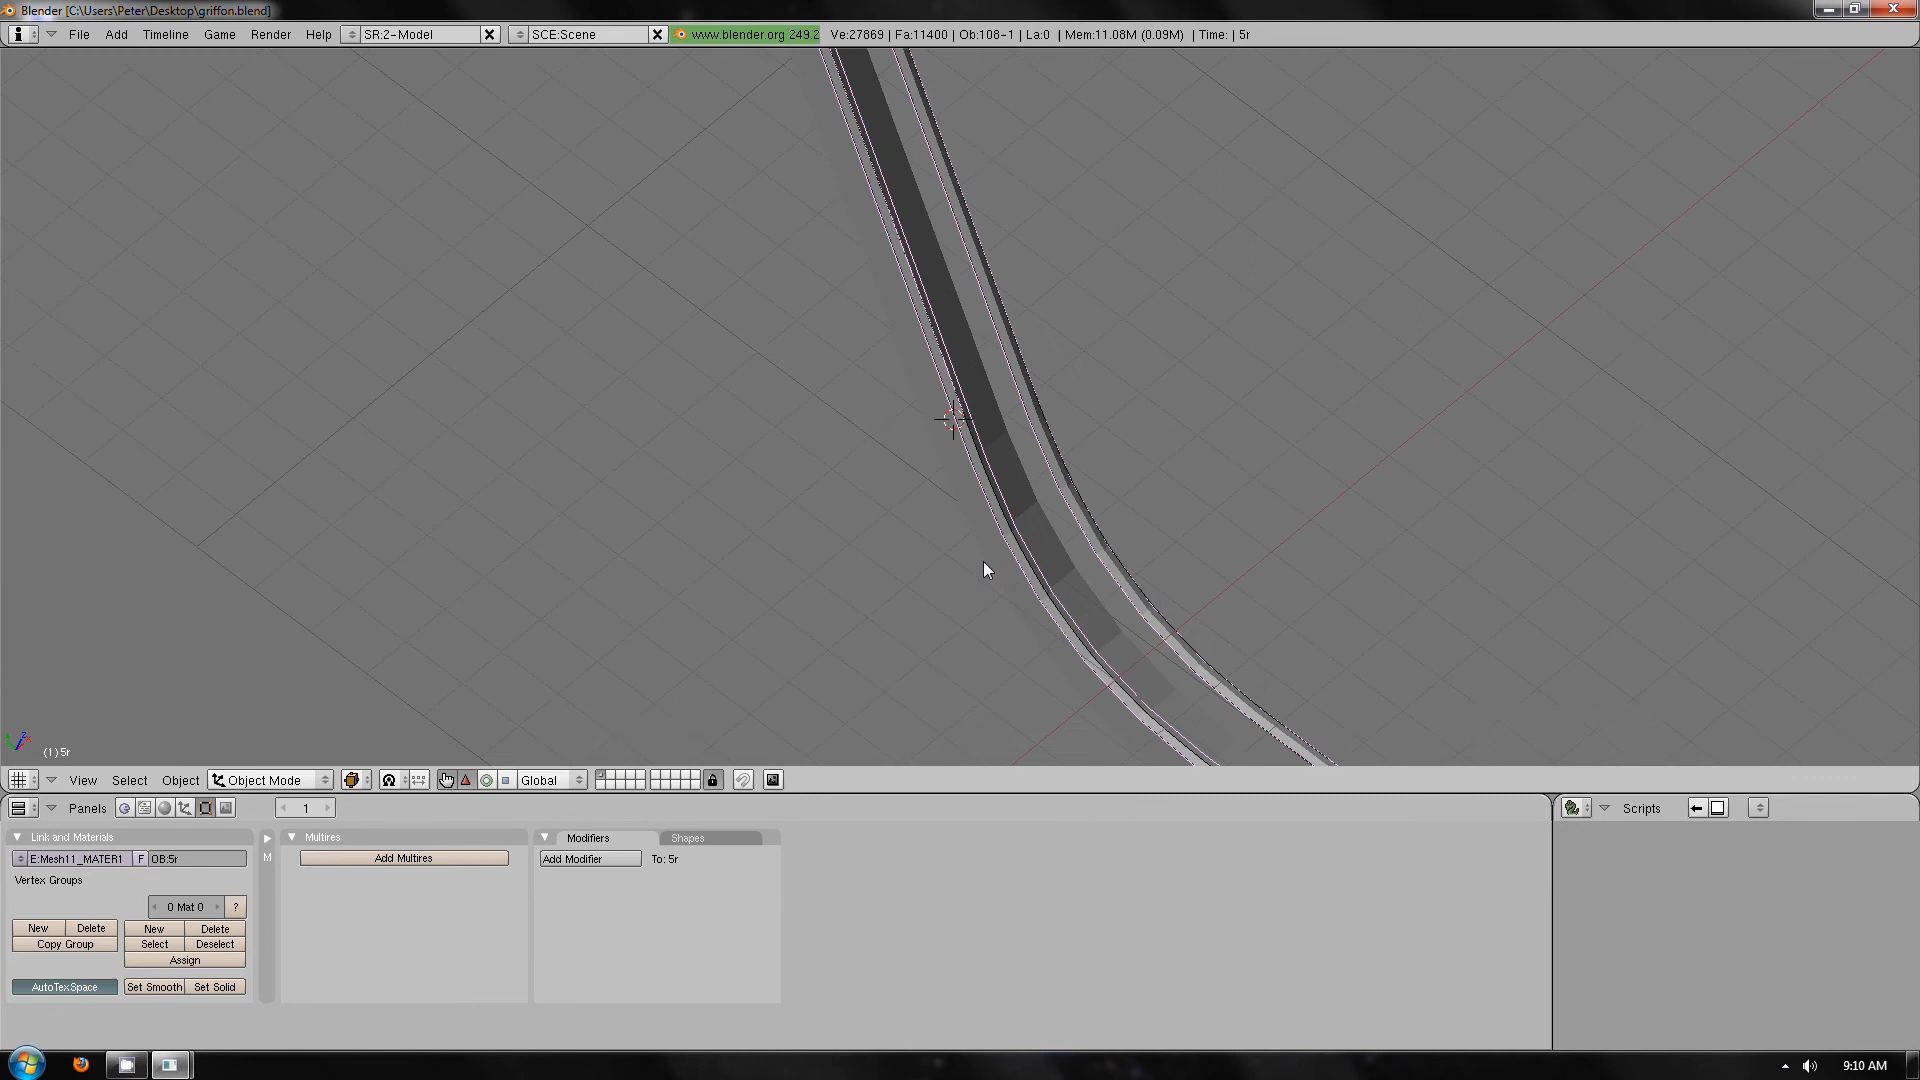 Blender [C:\Users\Peter\Desktop\griffon.blend]
File Add Timeline Game Render Help SR:2-Model SCE:Scene www.blender.org 249.2 Ve:27869 | Fa:11400 | Ob:108-1 | La:0 | Mem:11.08M (0.09M) | Time: | 5r
(1) 5r
View Select Object Object Mode Global
Panels 1 Scripts
Link and Materials Multires Modifiers Shapes
E:Mesh11_MATER1 F OB:5r M Add Multires Add Modifier To: 5r
Vertex Groups
0 Mat 0 ?
New Delete New Delete
Copy Group Select Deselect
Assign
AutoTexSpace Set Smooth Set Solid
9:10 AM